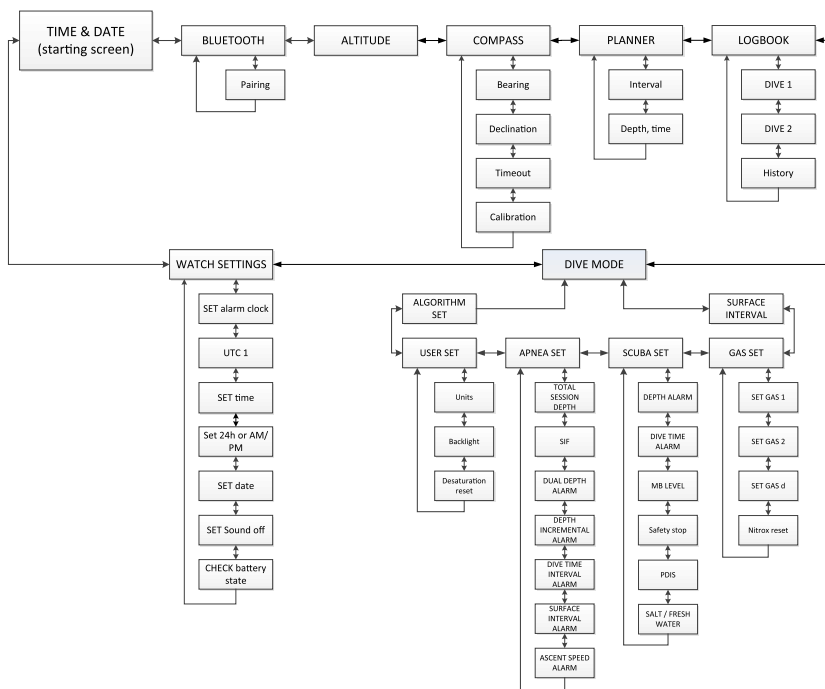 TIME & DATE
(starting screen)
BLUETOOTH
ALTITUDE
COMPASS
PLANNER
LOGBOOK
Pairing
Bearing
Declination
Timeout
Calibration
Interval
Depth, time
DIVE 1
DIVE 2
History
WATCH SETTINGS
DIVE MODE
SET alarm clock
UTC 1
SET time
Set 24h or AM/
PM
SET date
SET Sound off
CHECK battery
state
ALGORITHM
SET
SURFACE
INTERVAL
USER SET
APNEA SET
SCUBA SET
GAS SET
Units
Backlight
Desaturation
reset
TOTAL
SESSION
DEPTH
SIF
DUAL DEPTH
ALARM
DEPTH
INCREMENTAL
ALARM
DIVE TIME
INTERVAL
ALARM
SURFACE
INTERVAL
ALARM
ASCENT SPEED
ALARM
DEPTH ALARM
DIVE TIME
ALARM
MB LEVEL
Safety stop
PDIS
SALT / FRESH
WATER
SET GAS 1
SET GAS 2
SET GAS d
Nitrox reset